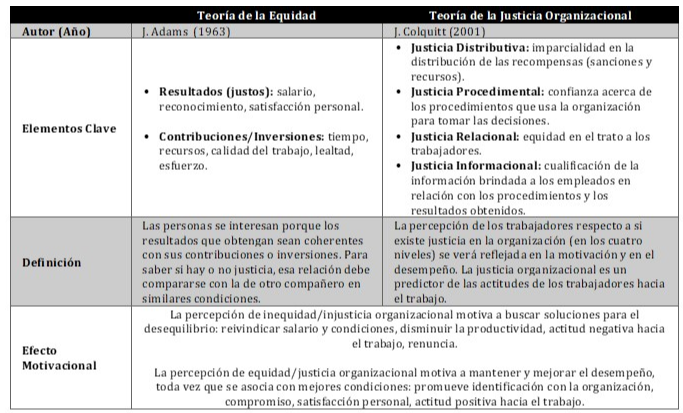 Teoría de la Equidad
Teoría de la Justicia Organizacional
Autor (Año)
J. Adams (1963)
J. Colquitt (2001)
Elementos Clave
• Resultados (justos): salario,
reconocimiento, satisfacción personal.
• Contribuciones/Inversiones: tiempo,
recursos, calidad del trabajo, lealtad,
esfuerzo.
• Justicia Distributiva: imparcialidad en la
distribución de las recompensas (sanciones y
recursos).
• Justicia Procedimental: confianza acerca de
los procedimientos que usa la organización
para tomar las decisiones.
• Justicia Relacional: equidad en el trato a los
trabajadores.
• Justicia Informacional: cualificación de la
información brindada a los empleados en
relación con los procedimientos y los
resultados obtenidos.
Definición
Las personas se interesan porque los
resultados que obtengan sean coherentes
con sus contribuciones o inversiones. Para
saber si hay o no justicia, esa relación debe
compararse con la de otro compañero en
similares condiciones.
La percepción de los trabajadores respecto a si
existe justicia en la organización (en los cuatro
niveles) se verá reflejada en la motivación y en el
desempeño. La justicia organizacional es un
predictor de las actitudes de los trabajadores hacia
el trabajo.
Efecto
Motivacional
La percepción de inequidad/injusticia organizacional motiva a buscar soluciones para el
desequilibrio: reivindicar salario y condiciones, disminuir la productividad, actitud negativa hacia
el trabajo, renuncia.
La percepción de equidad/justicia organizacional motiva a mantener y mejorar el desempeño,
toda vez que se asocia con mejores condiciones: promueve identificación con la organización,
compromiso, satisfacción personal, actitud positiva hacia el trabajo.